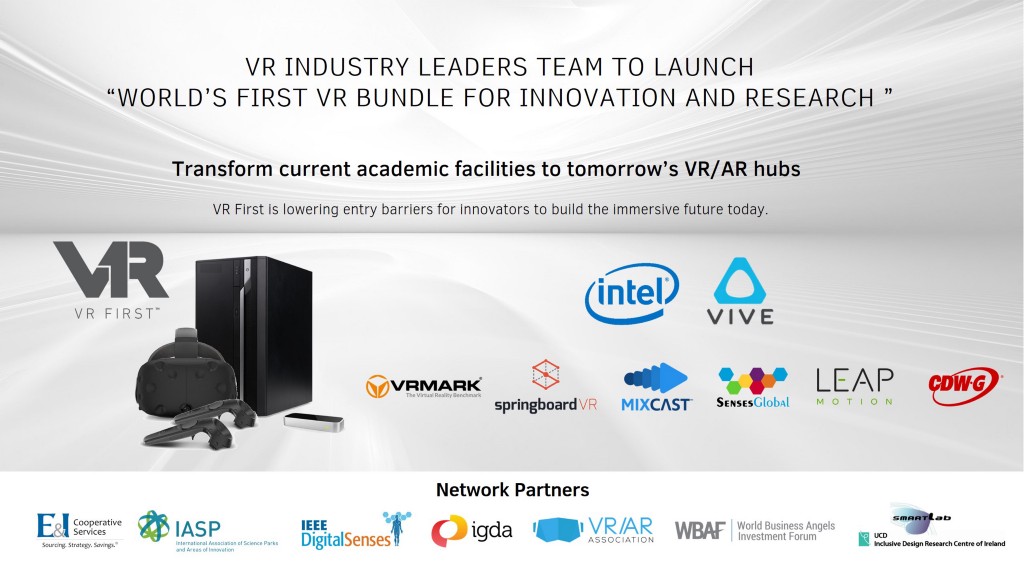 VR INDUSTRY LEADERS TEAM TO LAUNCH
“WORLD’S FIRST VR BUNDLE FOR INNOVATION AND RESEARCH ”
Transform current academic facilities to tomorrow’s VR/AR hubs
VR First is lowering entry barriers for innovators to build the immersive future today.
VR
VR FIRST™
intel®
VIVE
VRMARK®
The Virtual Reality Benchmark
springboard VR
MIXCAST
SENSESGlobal
LEAP
MOTION
CDW•G®
Network Partners
E&I Cooperative
Services
Sourcing. Strategy. Savings.®
IASP
International Association of Science Parks
and Areas of Innovation
IEEE
DigitalSenses
igda
VR/AR
ASSOCIATION
WBAF
World Business Angels
Investment Forum
SMARTLab
UCD
Inclusive Design Research Centre of Ireland